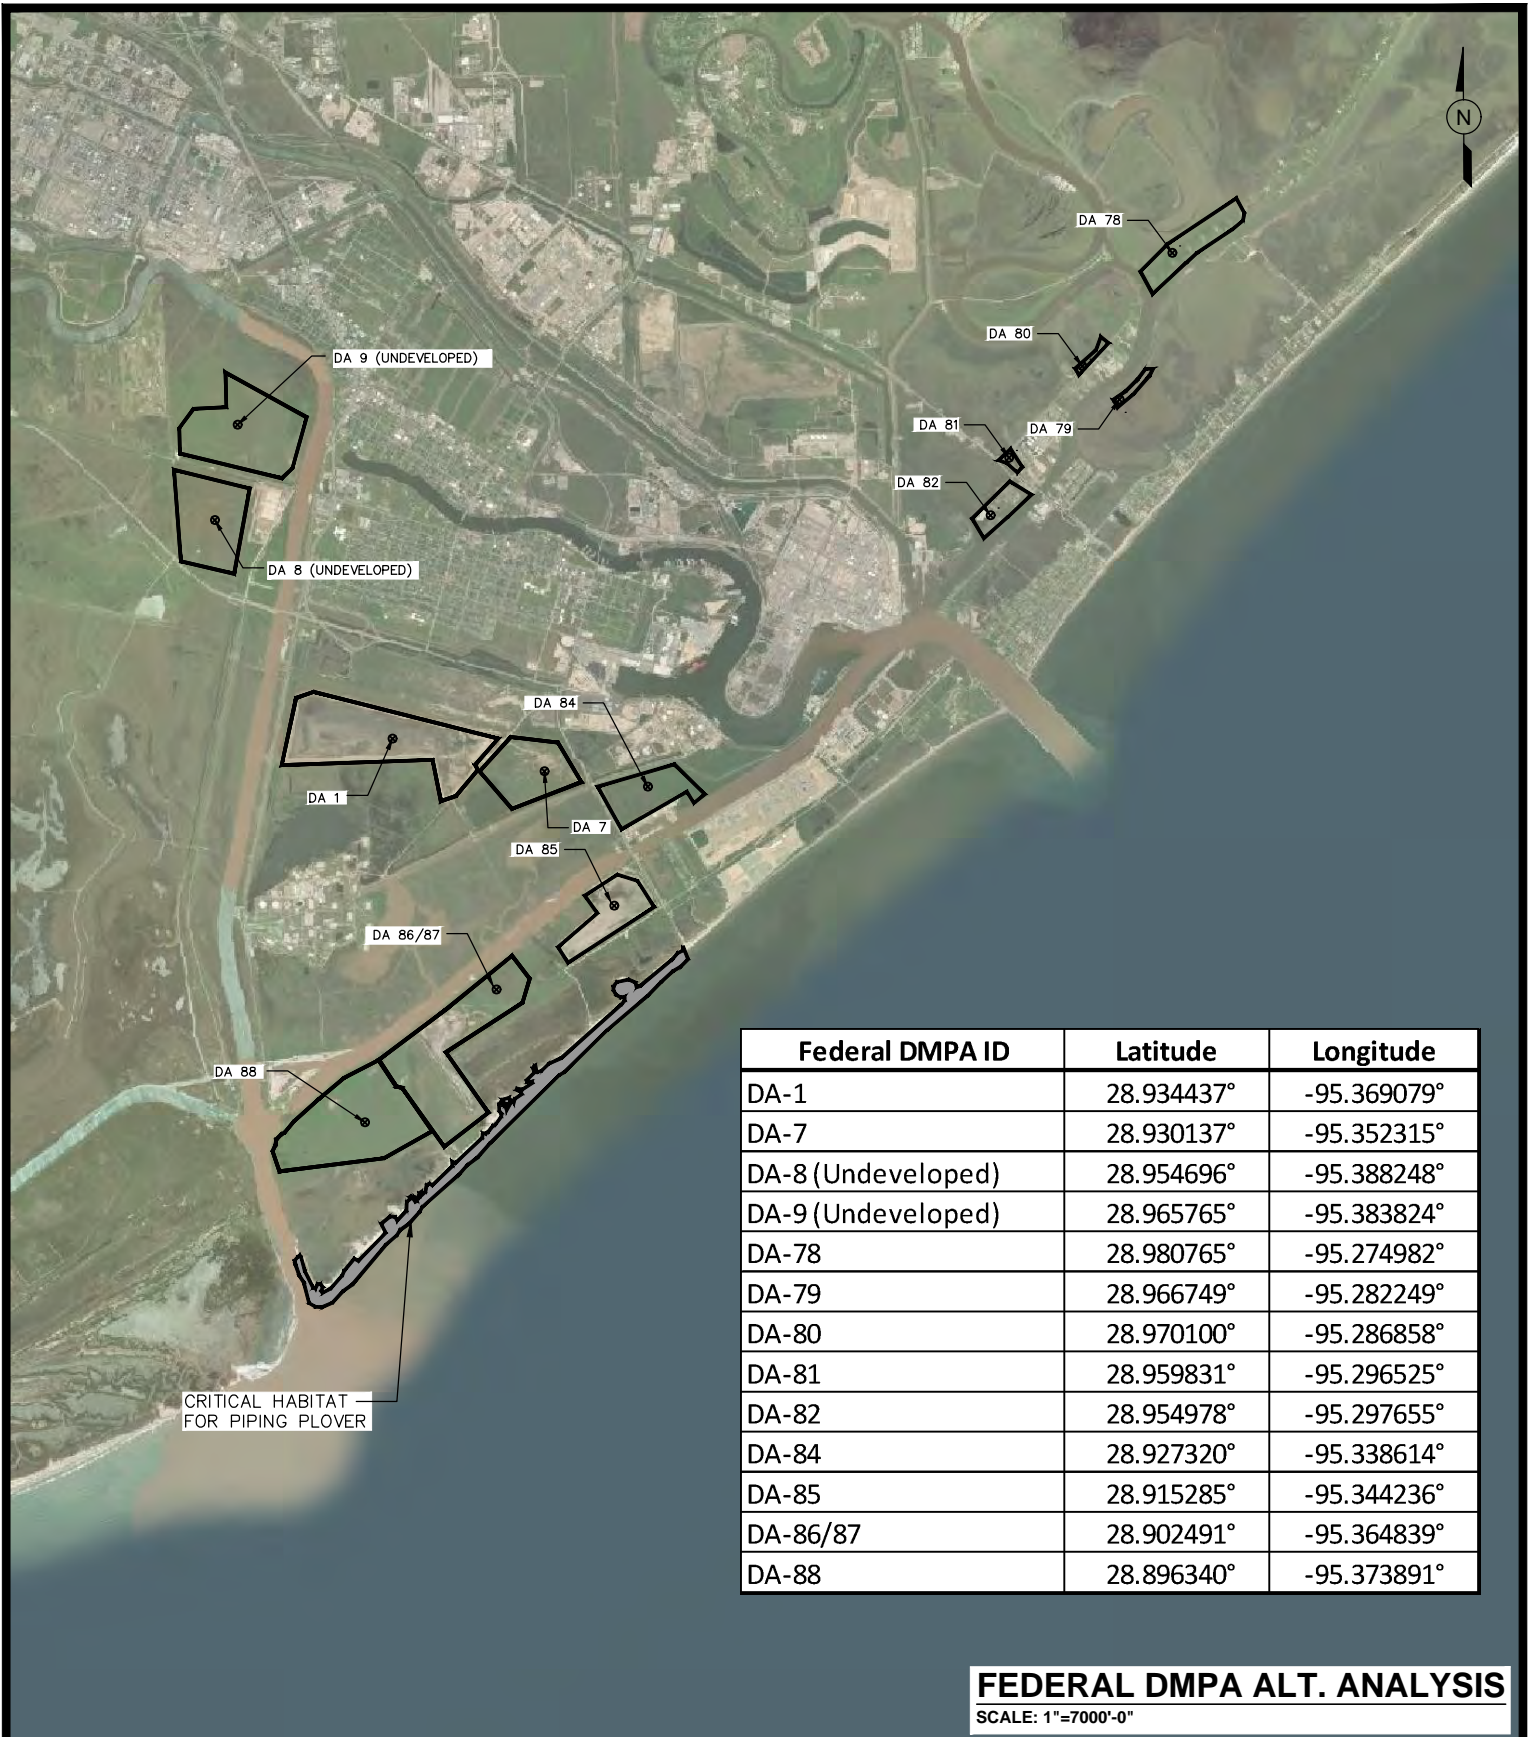 N
DA 78
DA 80
DA 9 (UNDEVELOPED)
DA 81
DA 79
DA 82
DA 8 (UNDEVELOPED)
DA 84
DA 1
DA 7
DA 85
DA 86/87
DA 88
CRITICAL HABITAT
FOR PIPING PLOVER
Federal DMPA ID Latitude Longitude
DA-1 28.934437° -95.369079°
DA-7 28.930137° -95.352315°
DA-8 (Undeveloped) 28.954696° -95.388248°
DA-9 (Undeveloped) 28.965765° -95.383824°
DA-78 28.980765° -95.274982°
DA-79 28.966749° -95.282249°
DA-80 28.970100° -95.286858°
DA-81 28.959831° -95.296525°
DA-82 28.954978° -95.297655°
DA-84 28.927320° -95.338614°
DA-85 28.915285° -95.344236°
DA-86/87 28.902491° -95.364839°
DA-88 28.896340° -95.373891°
FEDERAL DMPA ALT. ANALYSIS
SCALE: 1"=7000'-0"